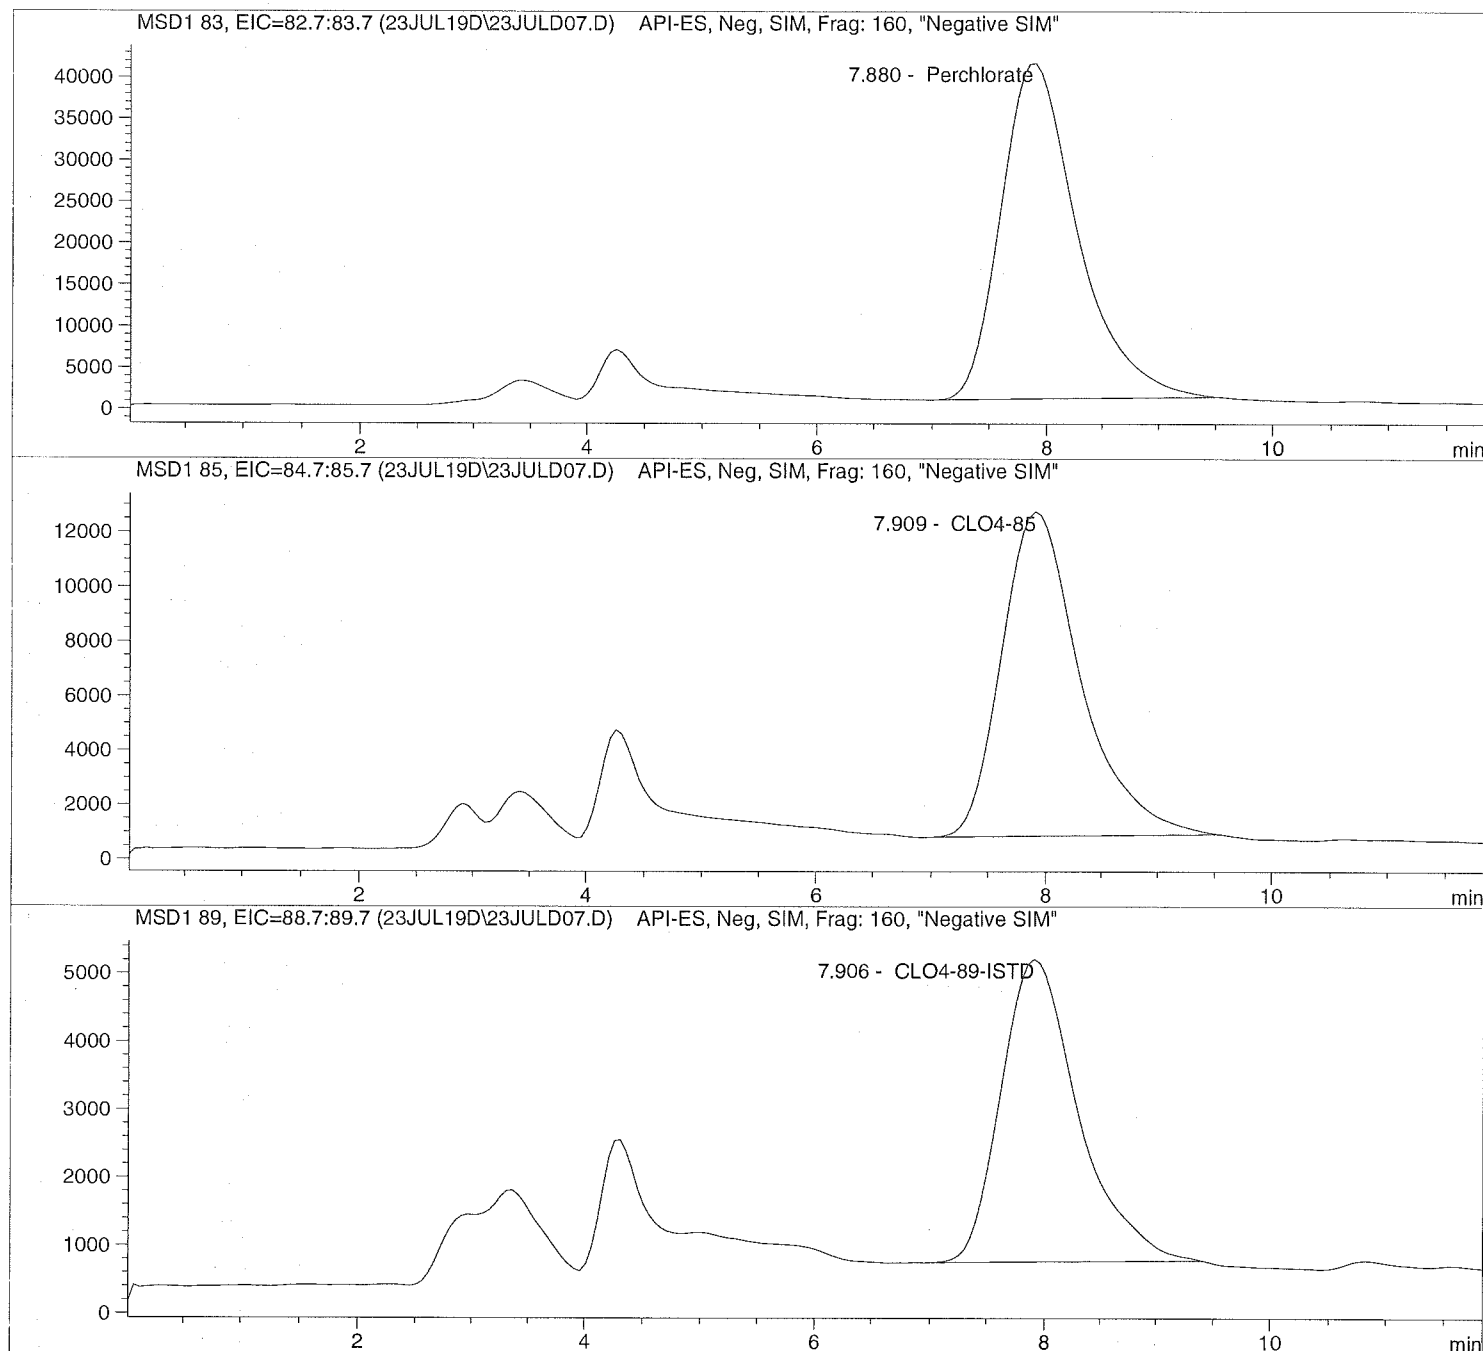 MSD1 83, EIC=82.7:83.7 (23JUL19D\23JULD07.D) API-ES, Neg, SIM, Frag: 160, "Negative SIM"
7.880 - Perchlorate
40000
35000
30000
25000
20000
15000
10000
5000
0
2 4 6 8 10 min
MSD1 85, EIC=84.7:85.7 (23JUL19D\23JULD07.D) API-ES, Neg, SIM, Frag: 160, "Negative SIM"
7.909 - CLO4-85
12000
10000
8000
6000
4000
2000
0
2 4 6 8 10 min
MSD1 89, EIC=88.7:89.7 (23JUL19D\23JULD07.D) API-ES, Neg, SIM, Frag: 160, "Negative SIM"
7.906 - CLO4-89-ISTD
5000
4000
3000
2000
1000
0
2 4 6 8 10 min